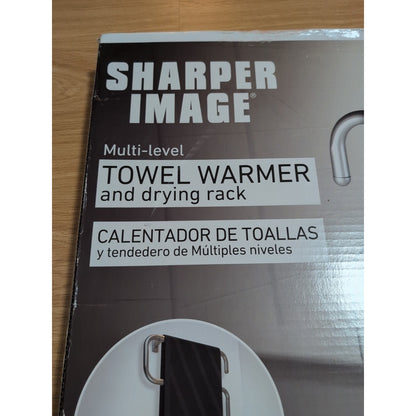 SHARPER
IMAGE®
Multi-level
TOWEL WARMER
and drying rack
CALENTADOR DE TOALLAS
y tendedero de Múltiples niveles